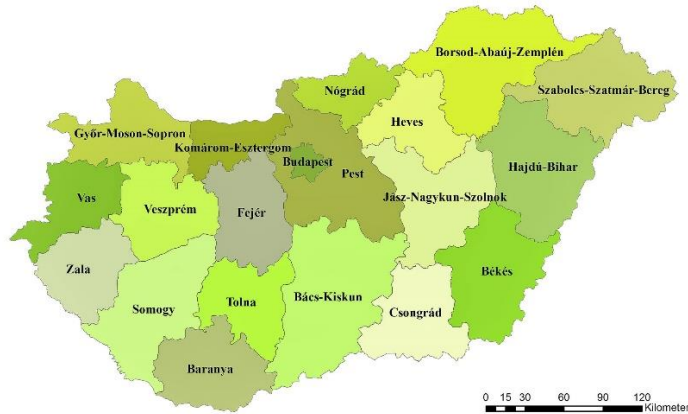 Borsod-Abaúj-Zemplén
Nógrád
Szabolcs-Szatmár-Bereg
Heves
Győr-Moson-Sopron
Komárom-Esztergom
Budapest
Pest
Hajdú-Bihar
Vas
Veszprém
Fejér
Jász-Nagykun-Szolnok
Zala
Békés
Somogy
Tolna
Bács-Kiskun
Csongrád
Baranya
0 15 30 60 90 120
Kilometer